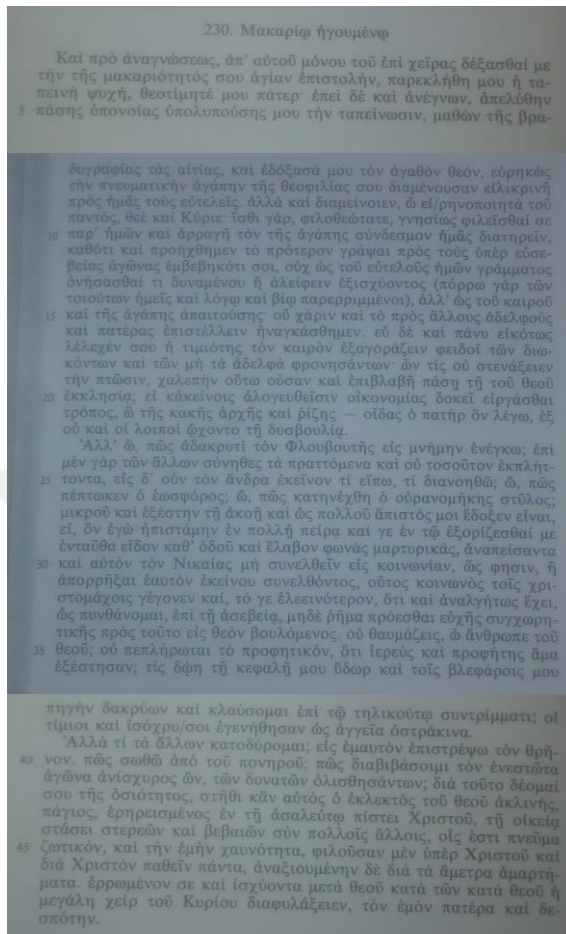 230. Μακαρίῳ ἡγουμένῳ
Καὶ πρὸ ἀναγνώσεως, ἀπ' αὐτοῦ μόνου τοῦ ἐπὶ χεῖρας δέξασθαί με
τὴν τῆς μακαριότητός σου ἁγίαν ἐπιστολήν, παρεκλήθη μου ἡ τα-
πεινὴ ψυχή, θεοτίμητέ μου πάτερ· ἐπεὶ δὲ καὶ ἀνέγνων, ἀπελύθην
5 πάσης ὑπονοίας ὑπολυπούσης μου τὴν ταπείνωσιν, μαθὼν τῆς βρα-
δυγραφίας τὰς αἰτίας, καὶ ἐδόξασά μου τὸν ἀγαθὸν θεόν, εὑρηκὼς
τὴν πνευματικὴν ἀγάπην τῆς θεοφιλίας σου διαμένουσαν εἰλικρινῆ
πρὸς ἡμᾶς τοὺς εὐτελεῖς. ἀλλὰ καὶ διαμείνοιεν, ὦ εἰ/ρηνοποιητὰ τοῦ
παντός, θεὲ καὶ Κύριε· ἴσθι γάρ, φιλοθεώτατε, γνησίως φιλεῖσθαί σε
10 παρ' ἡμῶν καὶ ἀρραγῆ τὸν τῆς ἀγάπης σύνδεσμον ἡμᾶς διατηρεῖν,
καθότι καὶ προήχθημεν τὸ πρότερον γράψαι πρὸς τοὺς ὑπὲρ εὐσε-
βείας ἀγῶνας ἐμβεβηκότι σοι, οὐχ ὡς τοῦ εὐτελοῦς ἡμῶν γράμματος
ὀνήσασθαί τι δυναμένου ἢ ἀλείφειν ἐξισχύοντος (πόρρω γὰρ τῶν
τοιούτων ἡμεῖς καὶ λόγῳ καὶ βίῳ παρερριμμένοι), ἀλλ' ὡς τοῦ καιροῦ
15 καὶ τῆς ἀγάπης ἀπαιτούσης· οὗ χάριν καὶ τὸ πρὸς ἄλλους ἀδελφοὺς
καὶ πατέρας ἐπιστέλλειν ἠναγκάσθημεν. εὖ δὲ καὶ πάνυ εἰκότως
λέλεχέν σου ἡ τιμιότης τὸν καιρὸν ἐξαγοράζειν φειδοῖ τῶν διω-
κόντων καὶ τῶν μὴ τὰ ἀδελφὰ φρονησάντων· ὧν τίς οὐ στενάξειεν
τὴν πτῶσιν, χαλεπὴν οὕτω οὖσαν καὶ ἐπιβλαβῆ πάσῃ τῇ τοῦ θεοῦ
20 ἐκκλησίᾳ; εἰ κἀκείνοις ἀλογευθεῖσιν οἰκονομίας δοκεῖ εἰργάσθαι
τρόπος, ὢ τῆς κακῆς ἀρχῆς καὶ ῥίζης — οἶδας ὁ πατὴρ ὃν λέγω, ἐξ
οὗ καὶ οἱ λοιποὶ ᾤχοντο τῇ δυσβουλίᾳ.
Ἀλλ' ὤ, πῶς ἀδακρυτὶ τὸν Φλουβουτῆς εἰς μνήμην ἐνέγκω; ἐπὶ
μὲν γὰρ τῶν ἄλλων σύνηθες τὰ πραττόμενα καὶ οὐ τοσοῦτον ἐκπλήτ-
25 τοντα, εἰς δ' οὖν τὸν ἄνδρα ἐκεῖνον τί εἴπω, τί διανοηθῶ; ὤ, πῶς
πέπτωκεν ὁ ἑωσφόρος; ὤ, πῶς κατηνέχθη ὁ οὐρανομήκης στῦλος;
μικροῦ καὶ ἐξέστην τῇ ἀκοῇ καὶ ὡς πολλοῦ ἄπιστός μοι ἔδοξεν εἶναι,
εἰ, ὃν ἐγὼ ἠπιστάμην ἐν πολλῇ πείρᾳ καί γε ἐν τῷ ἐξορίζεσθαί με
ἐνταῦθα εἶδον καθ' ὁδοῦ καὶ ἔλαβον φωνὰς μαρτυρικάς, ἀναπείσαντα
30 καὶ αὐτὸν τὸν Νικαίας μὴ συνελθεῖν εἰς κοινωνίαν, ὥς φησιν, ἢ
ἀπορρῆξαι ἑαυτὸν ἐκείνου συνελθόντος, οὗτος κοινωνὸς τοῖς χρι-
στομάχοις γέγονεν καί, τό γε ἐλεεινότερον, ὅτι καὶ ἀναλγήτως ἔχει,
ὡς πυνθάνομαι, ἐπὶ τῇ ἀσεβείᾳ, μηδὲ ῥῆμα πρόεσθαι εὐχῆς συγχωρη-
τικῆς πρὸς τοῦτο εἰς θεὸν βουλόμενος. οὐ θαυμάζεις, ὦ ἄνθρωπε τοῦ
35 θεοῦ; οὐ πεπλήρωται τὸ προφητικόν, ὅτι ἱερεὺς καὶ προφήτης ἅμα
ἐξέστησαν; τίς δῴη τῇ κεφαλῇ μου ὕδωρ καὶ τοῖς βλεφάροις μου
πηγὴν δακρύων καὶ κλαύσομαι ἐπὶ τῷ τηλικούτῳ συντρίμματι; οἱ
τίμιοι καὶ ἰσόχρυ/σοι ἐγενήθησαν ὡς ἀγγεῖα ὀστράκινα.
Ἀλλὰ τί τὰ ἄλλων κατοδύρομαι; εἰς ἐμαυτὸν ἐπιστρέψω τὸν θρῆ-
40 νον. πῶς σωθῶ ἀπὸ τοῦ πονηροῦ; πῶς διαβιβάσοιμι τὸν ἐνεστῶτα
ἀγῶνα ἀνίσχυρος ὤν, τῶν δυνατῶν ὀλισθησάντων; διὰ τοῦτο δέομαί
σου τῆς ὁσιότητος, στῆθι κἂν αὐτὸς ὁ ἐκλεκτὸς τοῦ θεοῦ ἀκλινής,
πάγιος, ἐρηρεισμένος ἐν τῇ ἀσαλεύτῳ πίστει Χριστοῦ, τῇ οἰκείᾳ
στάσει στερεῶν καὶ βεβαιῶν σὺν πολλοῖς ἄλλοις, οἷς ἐστι πνεῦμα
45 ζωτικόν, καὶ τὴν ἐμὴν χαυνότητα, φιλοῦσαν μὲν ὑπὲρ Χριστοῦ καὶ
διὰ Χριστὸν παθεῖν πάντα, ἀναξιουμένην δὲ διὰ τὰ ἄμετρα ἁμαρτή-
ματα. ἐρρωμένον σε καὶ ἰσχύοντα μετὰ θεοῦ κατὰ τῶν κατὰ θεοῦ ἡ
μεγάλη χεὶρ τοῦ Κυρίου διαφυλάξειεν, τὸν ἐμὸν πατέρα καὶ δε-
σπότην.